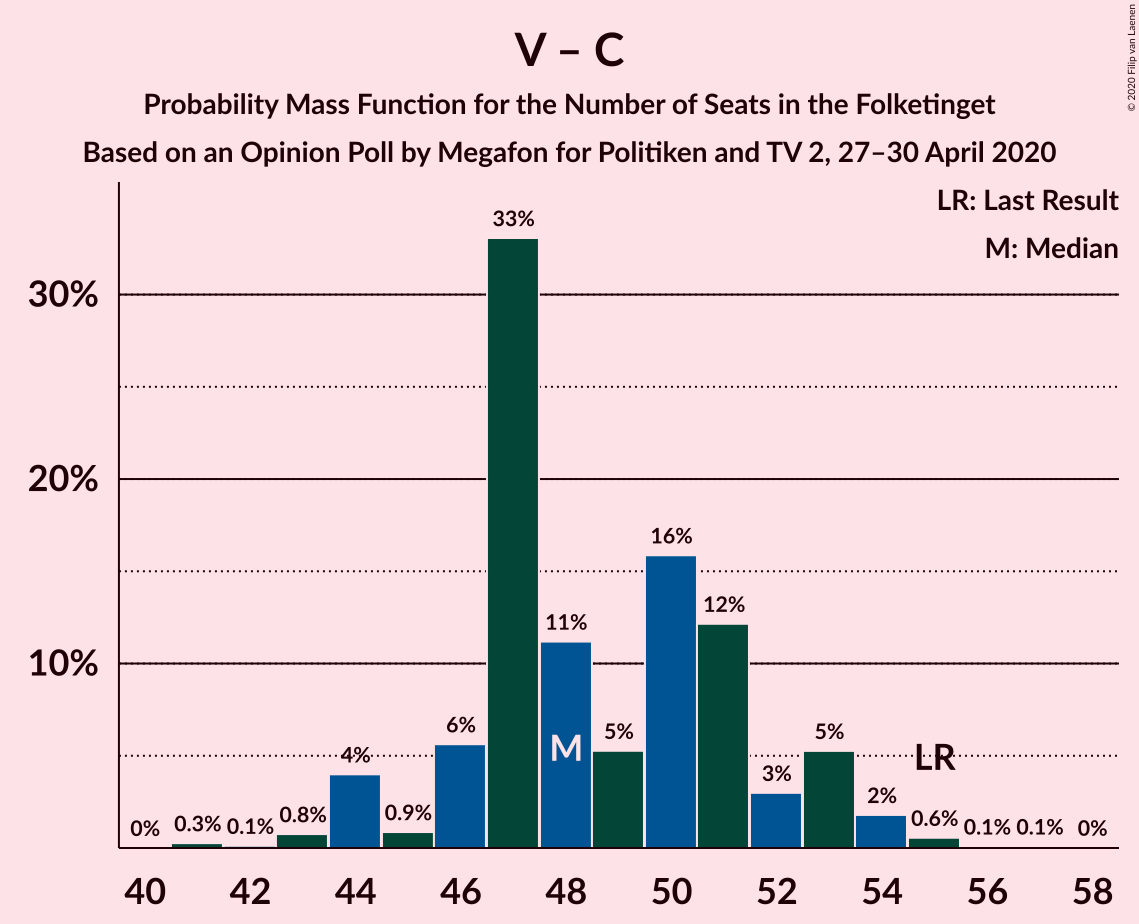 © 2020 Filip van Laenen
V – C
Probability Mass Function for the Number of Seats in the Folketinget
Based on an Opinion Poll by Megafon for Politiken and TV 2, 27–30 April 2020
LR: Last Result
M: Median
30%
20%
10%
0%
0.3%
0.1%
0.8%
4%
0.9%
6%
33%
11%
5%
16%
12%
3%
5%
2%
0.6%
0.1%
0.1%
0%
M
LR
40 42 44 46 48 50 52 54 56 58